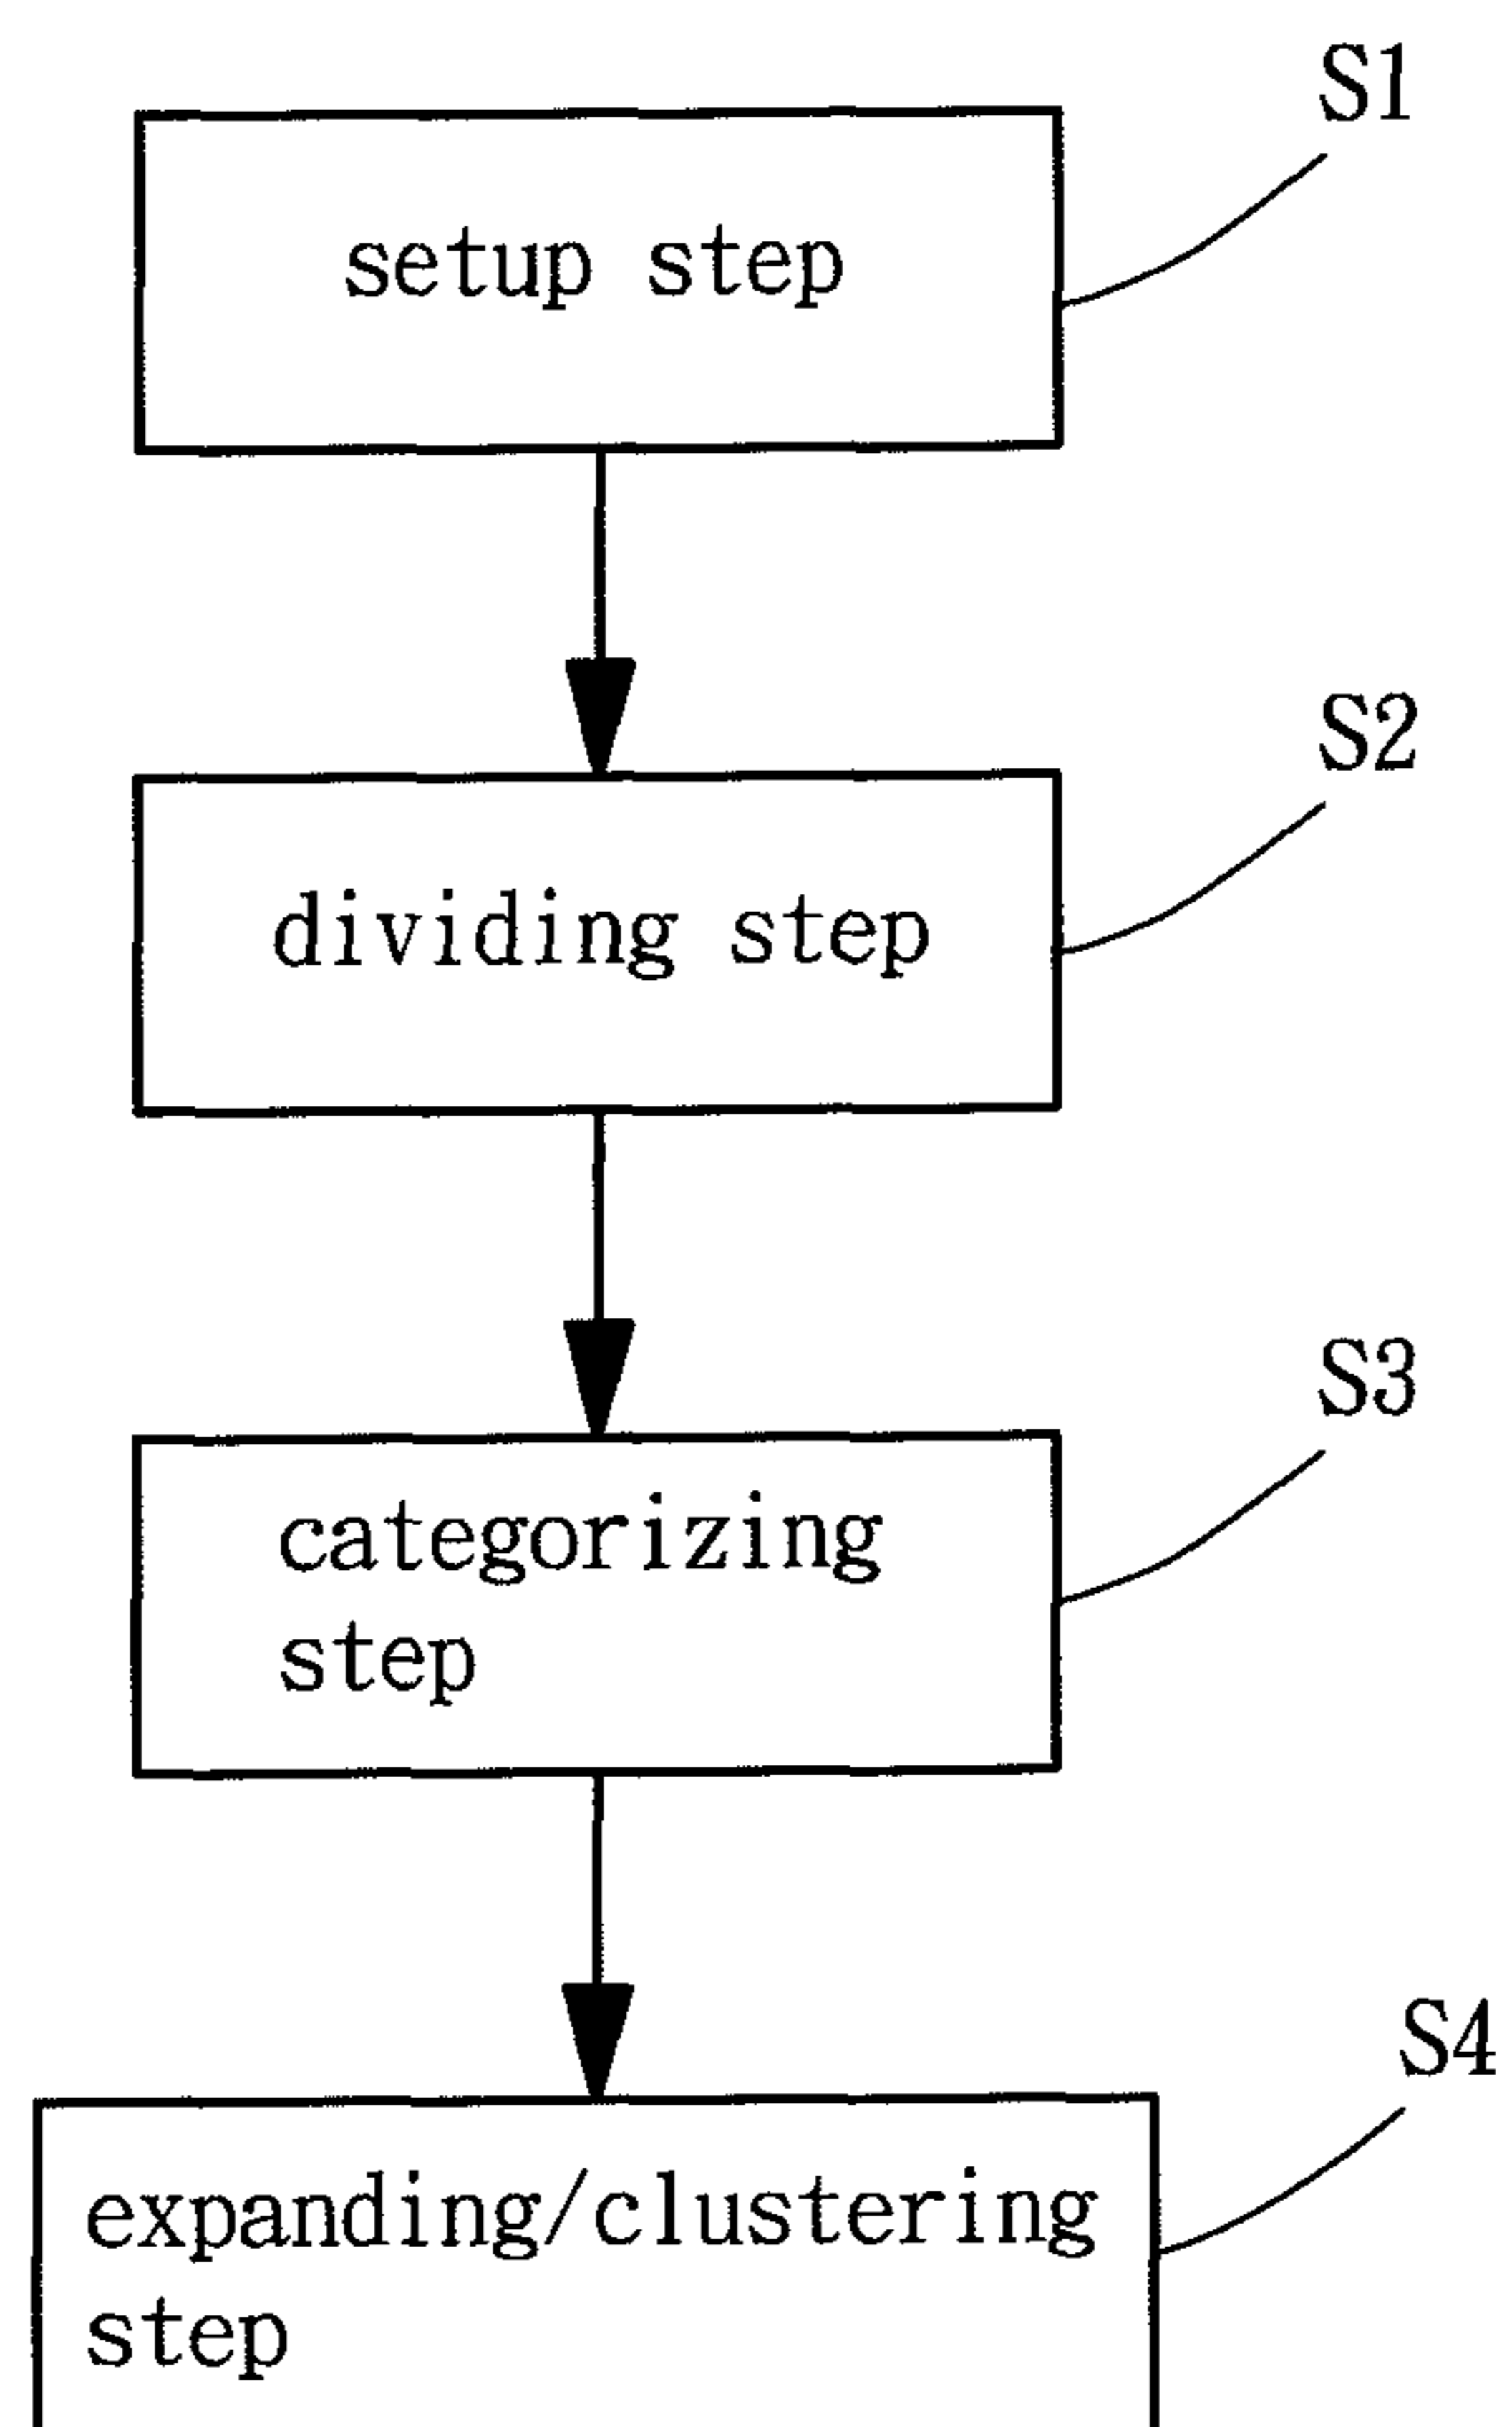 S1
setup step
S2
dividing step
S3
categorizing
step
S4
expanding/clustering
step